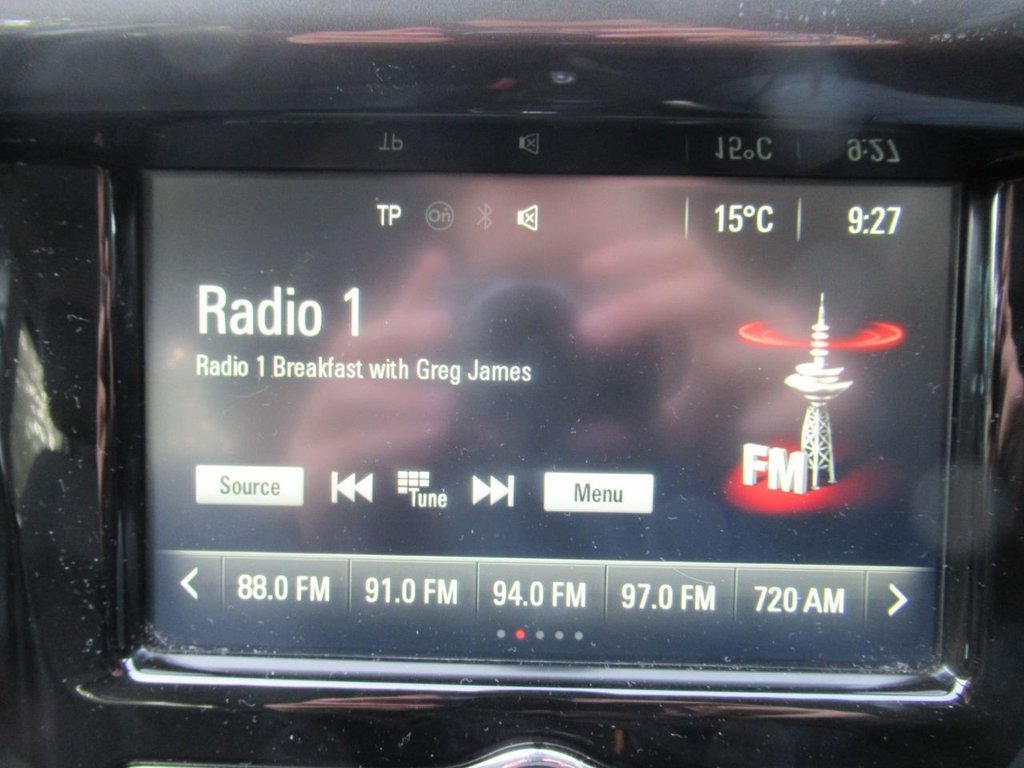 TP On 15°C 9:27
Radio 1
Radio 1 Breakfast with Greg James
FM
Source Tune Menu
88.0 FM 91.0 FM 94.0 FM 97.0 FM 720 AM